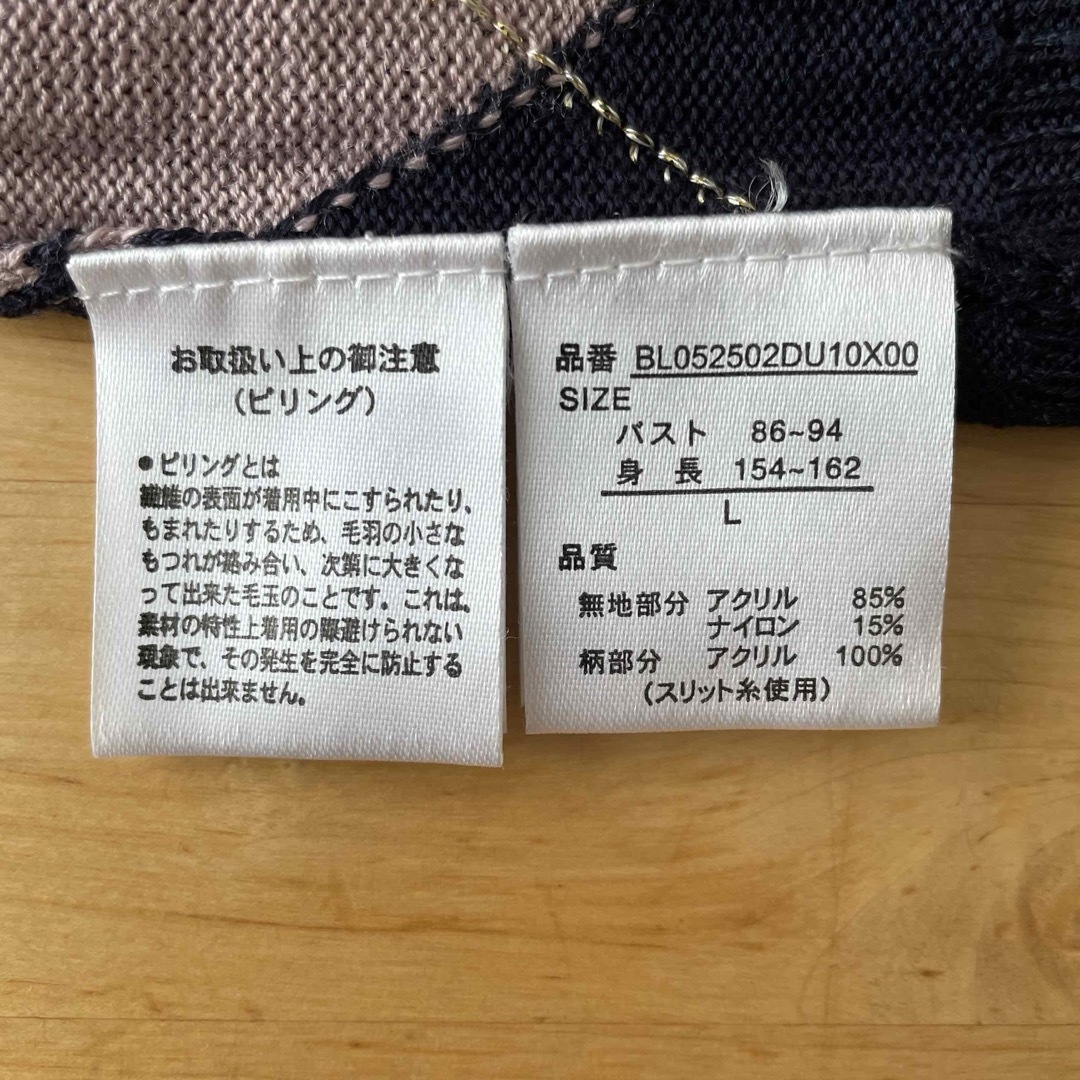 お取扱い上の御注意
(ピリング)
●ピリングとは
繊維の表面が着用中にこすられたり、
もまれたりするため、毛羽の小さな
もつれが絡み合い、次第に大きくな
って出来た毛玉のことです。これは、
素材の特性上着用の際避けられない
現象で、その発生を完全に防止する
ことは出来ません。
品番 BL052502DU10X00
SIZE
バスト 86~94
身長 154~162
L
品質
無地部分 アクリル 85%
ナイロン 15%
柄部分 アクリル 100%
(スリット糸使用)